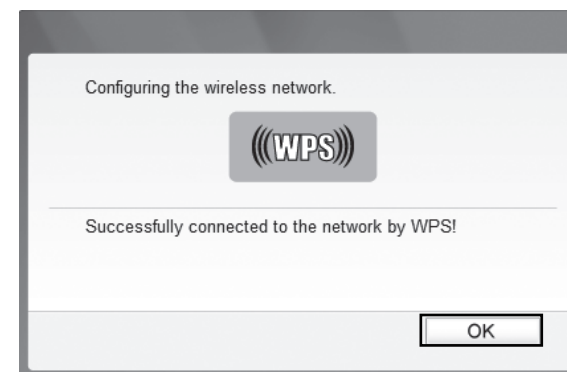 Configuring the wireless network.
(((WPS)))
Successfully connected to the network by WPS!
OK